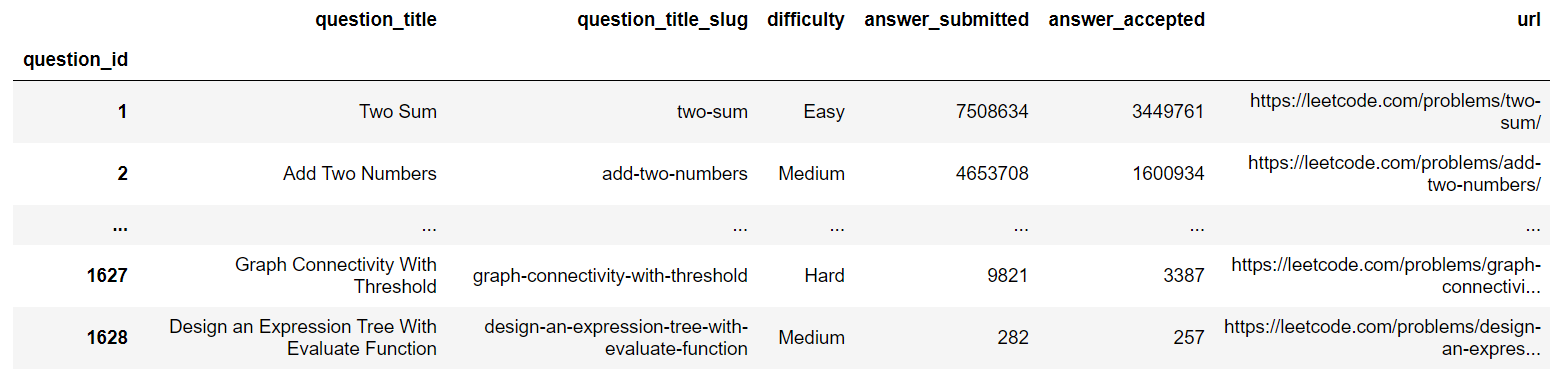 question_title question_title_slug difficulty answer_submitted answer_accepted url
question_id
1 Two Sum two-sum Easy 7508634 3449761 https://leetcode.com/problems/two-
sum/
2 Add Two Numbers add-two-numbers Medium 4653708 1600934 https://leetcode.com/problems/add-
two-numbers/
... ... ... ... ... ... ...
1627 Graph Connectivity With
Threshold graph-connectivity-with-threshold Hard 9821 3387 https://leetcode.com/problems/graph-
connectivi...
1628 Design an Expression Tree With
Evaluate Function design-an-expression-tree-with-
evaluate-function Medium 282 257 https://leetcode.com/problems/design-
an-expres...